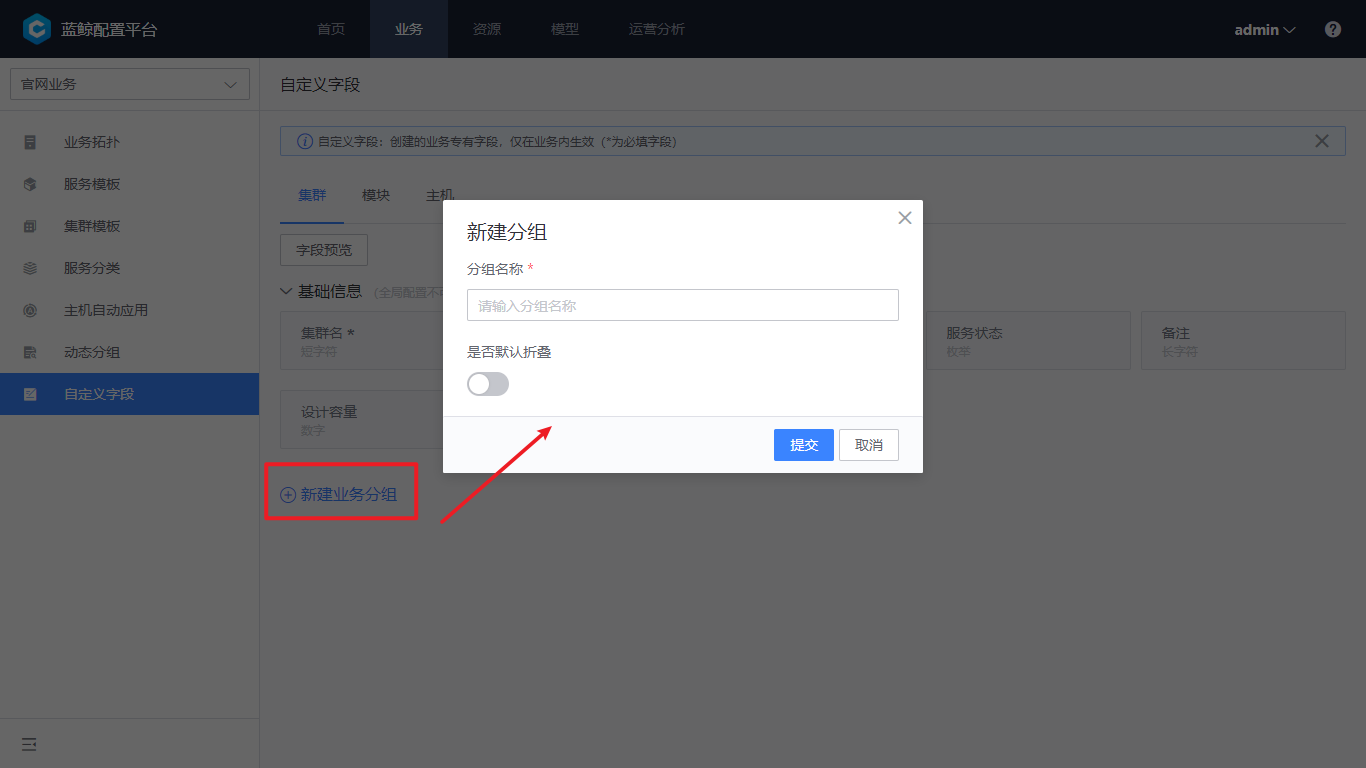 蓝鲸配置平台
首页
业务
资源
模型
运营分析
admin
官网业务
自定义字段
业务拓扑
服务模板
集群模板
服务分类
主机自动应用
动态分组
自定义字段
自定义字段：创建的业务专有字段，仅在业务内生效（*为必填字段）
集群
模块
主机
字段预览
基础信息
（全局配置不
集群名 *
短字符
服务状态
枚举
备注
长字符
设计容量
数字
新建业务分组
新建分组
分组名称 *
请输入分组名称
是否默认折叠
提交
取消